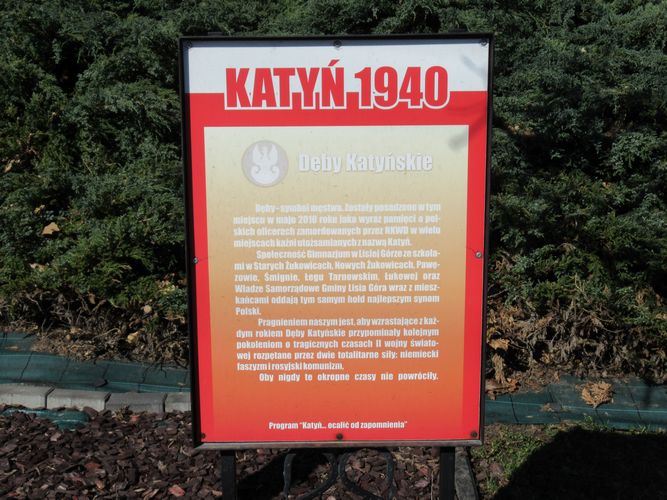 KATYŃ 1940
Dęby Katyńskie
Dęby - symbol męstwa. Zostały posadzone w tym
miejscu w maju 2010 roku jako wyraz pamięci o pol-
skich oficerach zamordowanych przez NKWD w wielu
miejscach kaźni utożsamianych z nazwą Katyń.
Społeczność Gimnazjum w Lisiej Górze ze szkoła-
mi w Starych Żukowicach, Nowych Żukowicach, Pawę-
zowie, Śmignie, Łęgu Tarnowskim, Łukowej oraz
Władze Samorządowe Gminy Lisia Góra wraz z miesz-
kańcami oddają tym samym hołd najlepszym synom
Polski.
Pragnieniem naszym jest, aby wzrastające z każ-
dym rokiem Dęby Katyńskie przypominały kolejnym
pokoleniom o tragicznych czasach II wojny świato-
wej rozpętanej przez dwie totalitarne siły: niemiecki
faszyzm i rosyjski komunizm.
Oby nigdy te okropne czasy nie powróciły.
Program "Katyń... ocalić od zapomnienia"